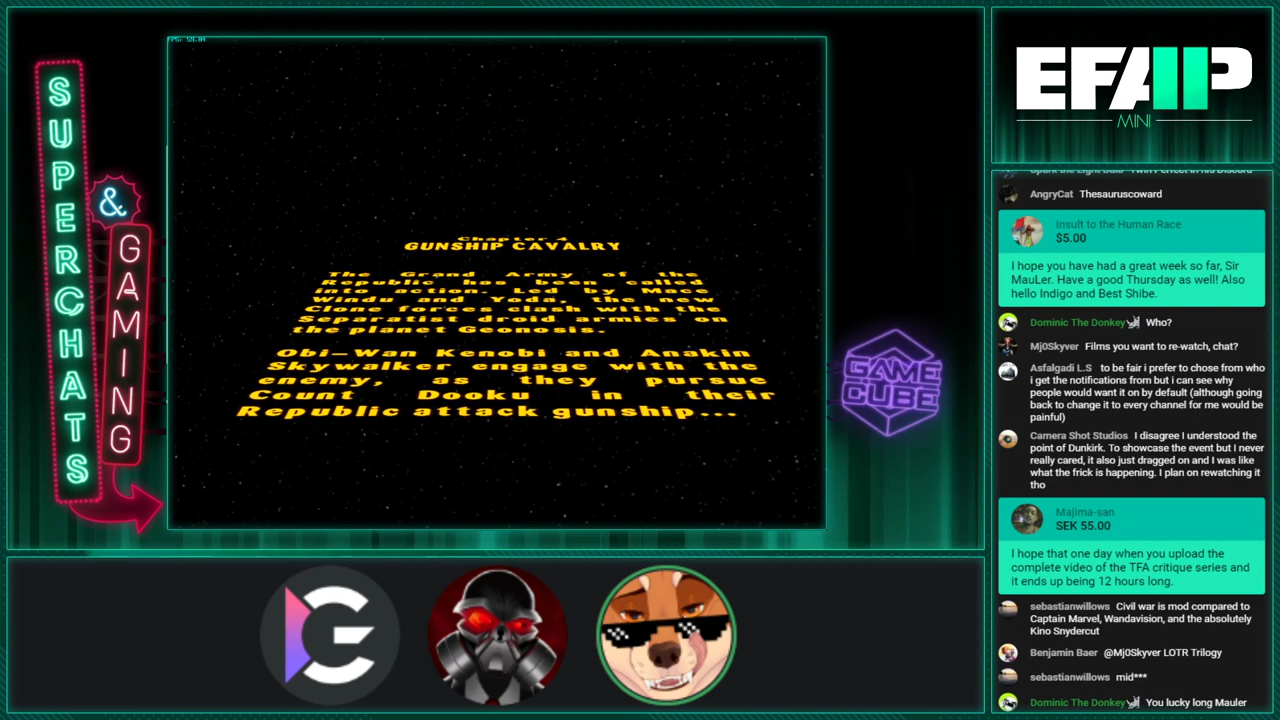 SUPERCHATS
&
GAMING
Chapter 4
GUNSHIP CAVALRY
The Grand Army of the
Republic has been called
into action. Led by Mace
Windu and Yoda, the new
Clone forces clash with the
Separatist droid armies on
the planet Geonosis.
Obi-Wan Kenobi and Anakin
Skywalker engage with the
enemy, as they pursue
Count Dooku in their
Republic attack gunship...
GAME
CUBE
EFAP
MINI
AngryCat Thesauruscoward
Insult to the Human Race
$5.00
I hope you have had a great week so far, Sir
MauLer. Have a good Thursday as well! Also
hello Indigo and Best Shibe.
Dominic The Donkey Who?
Mj0Skyver Films you want to re-watch, chat?
Asfalgadi L.S to be fair i prefer to chose from who
i get the notifications from but i can see why
people would want it on by default (although going
back to change it to every channel for me would be
painful)
Camera Shot Studios I disagree I understood the
point of Dunkirk. To showcase the event but I never
really cared, it also just dragged on and I was like
what the frick is happening. I plan on rewatching it
tho
Majima-san
SEK 55.00
I hope that one day when you upload the
complete video of the TFA critique series and
it ends up being 12 hours long.
sebastianwillows Civil war is mod compared to
Captain Marvel, Wandavision, and the absolutely
Kino Snydercut
Benjamin Baer @Mj0Skyver LOTR Trilogy
sebastianwillows mid***
Dominic The Donkey You lucky long Mauler